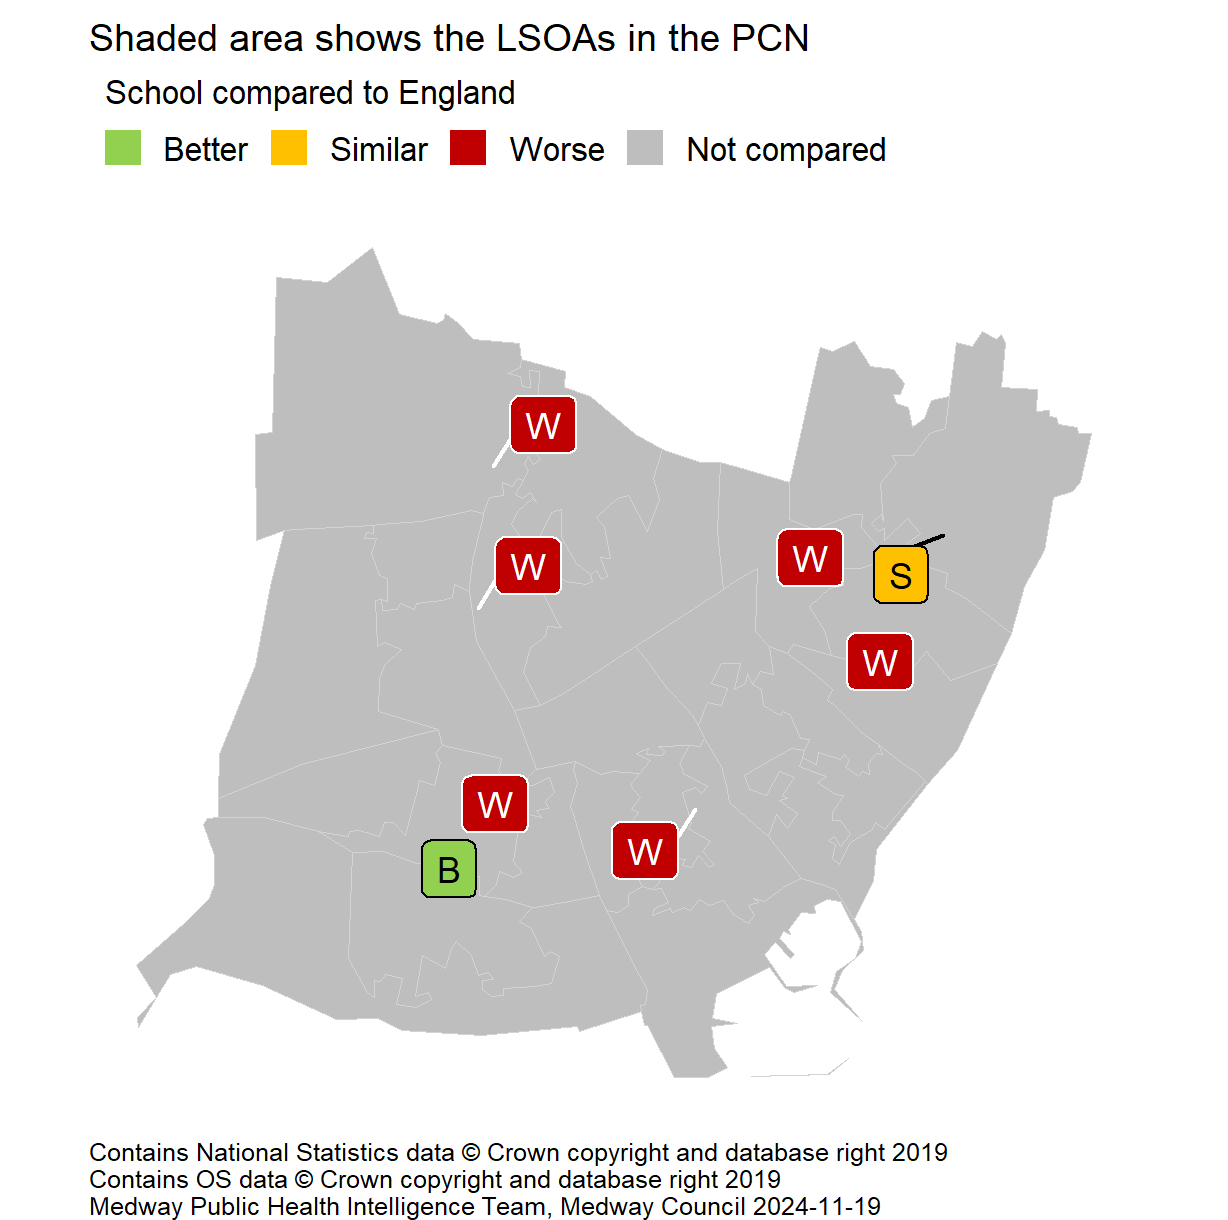 Shaded area shows the LSOAs in the PCN
School compared to England
Better Similar Worse Not compared
W
W
W
S
W
W
W
B
Contains National Statistics data © Crown copyright and database right 2019
Contains OS data © Crown copyright and database right 2019
Medway Public Health Intelligence Team, Medway Council 2024-11-19